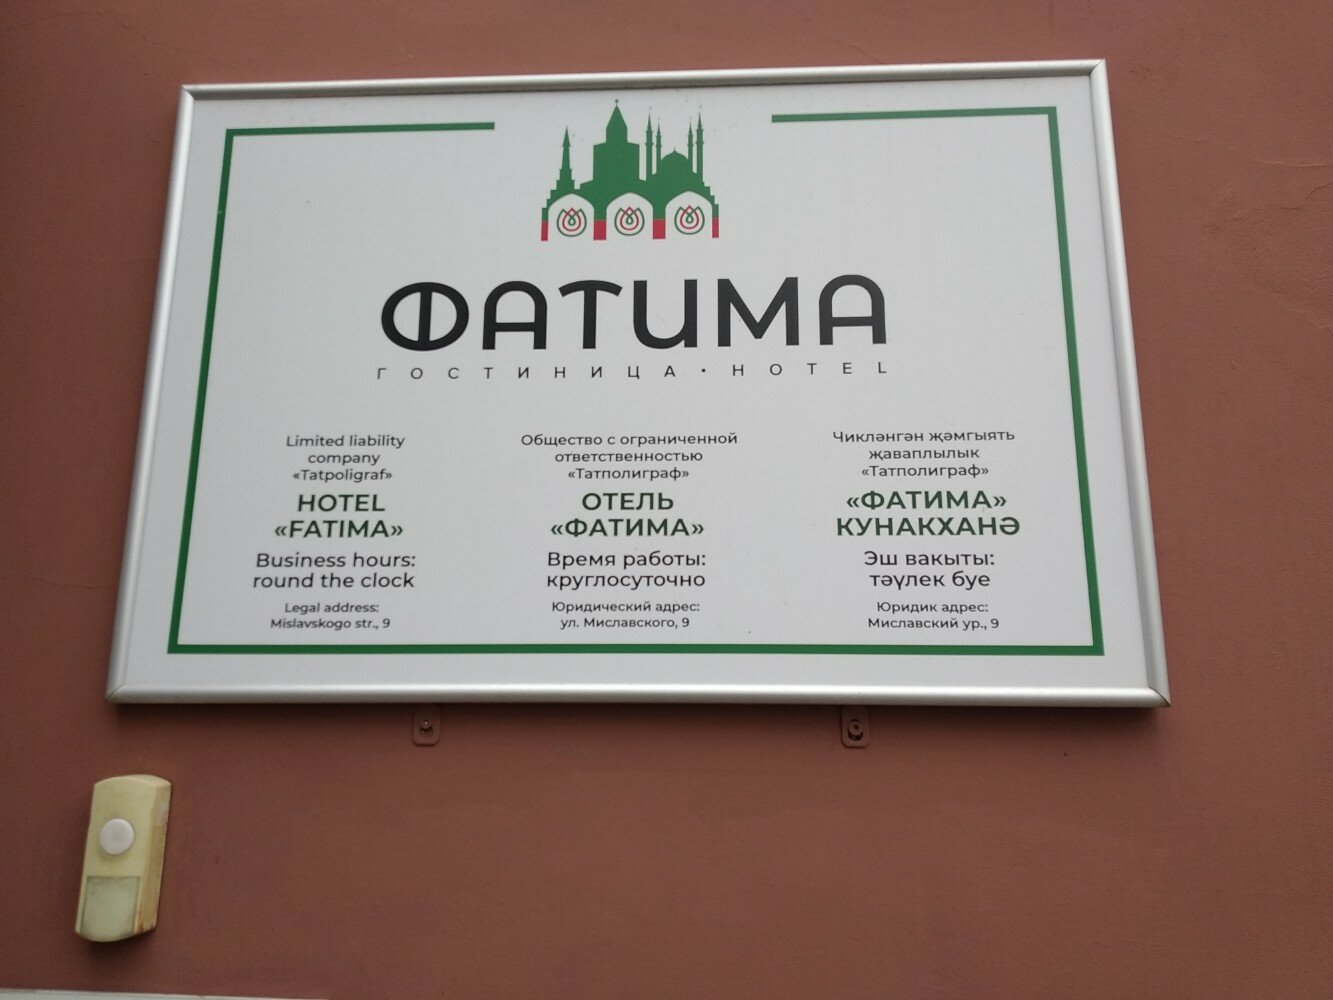 ФАТИМА
ГОСТИНИЦА · HOTEL
Limited liability
company
«Tatpoligraf»
HOTEL
«FATIMA»
Business hours:
round the clock
Legal address:
Mislavskogo str., 9
Общество с ограниченной
ответственностью
«Татполиграф»
ОТЕЛЬ
«ФАТИМА»
Время работы:
круглосуточно
Юридический адрес:
ул. Миславского, 9
Чикләнгән җәмгыять
җаваплылык
«Татполиграф»
«ФАТИМА»
КУНАКХАНӘ
Эш вакыты:
тәүлек буе
Юридик адрес:
Миславский ур., 9